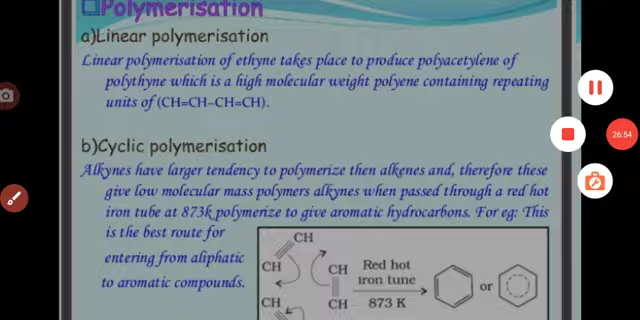 ❑Polymerisation
a)Linear polymerisation
Linear polymerisation of ethyne takes place to produce polyacetylene of
polythyne which is a high molecular weight polyene containing repeating
units of (CH=CH–CH=CH).
b)Cyclic polymerisation
Alkynes have larger tendency to polymerize then alkenes and, therefore these
give low molecular mass polymers alkynes when passed through a red hot
iron tube at 873k polymerize to give aromatic hydrocarbons. For eg: This
is the best route for
entering from aliphatic
to aromatic compounds.
CH
CH
CH
CH
CH
Red hot
iron tune
873 K
or
26:54